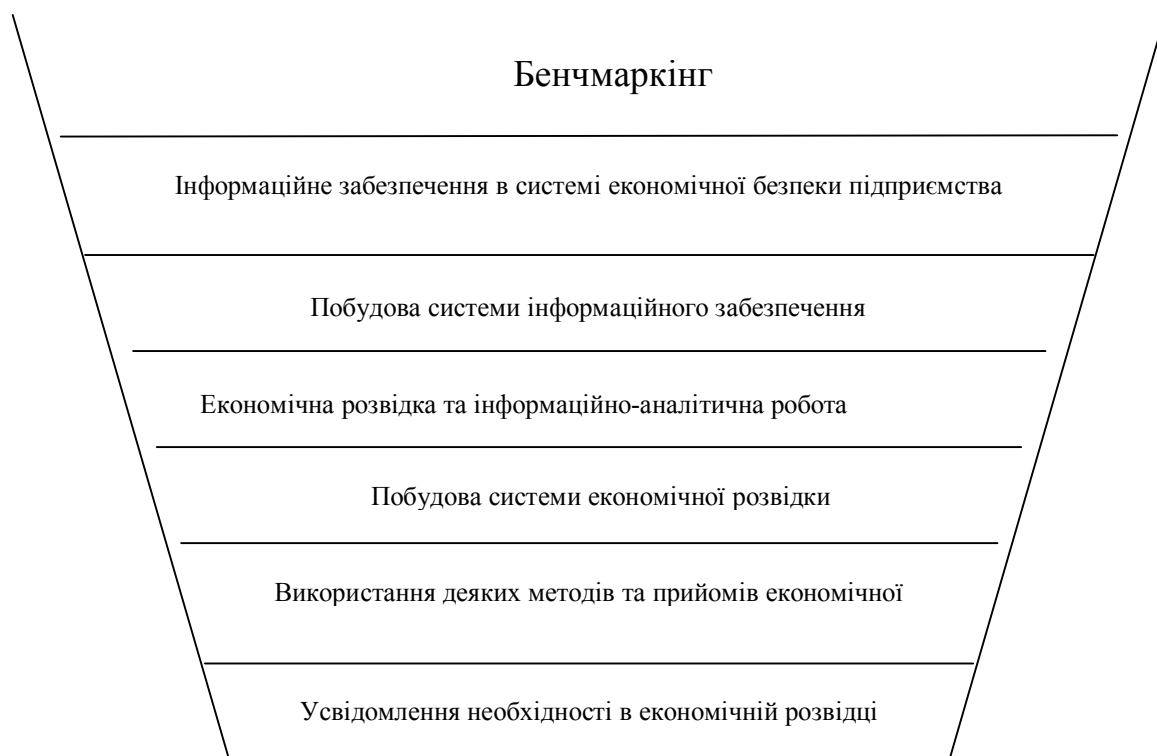 Бенчмаркінг
Інформаційне забезпечення в системі економічної безпеки підприємства
Побудова системи інформаційного забезпечення
Економічна розвідка та інформаційно-аналітична робота
Побудова системи економічної розвідки
Використання деяких методів та прийомів економічної
Усвідомлення необхідності в економічній розвідці